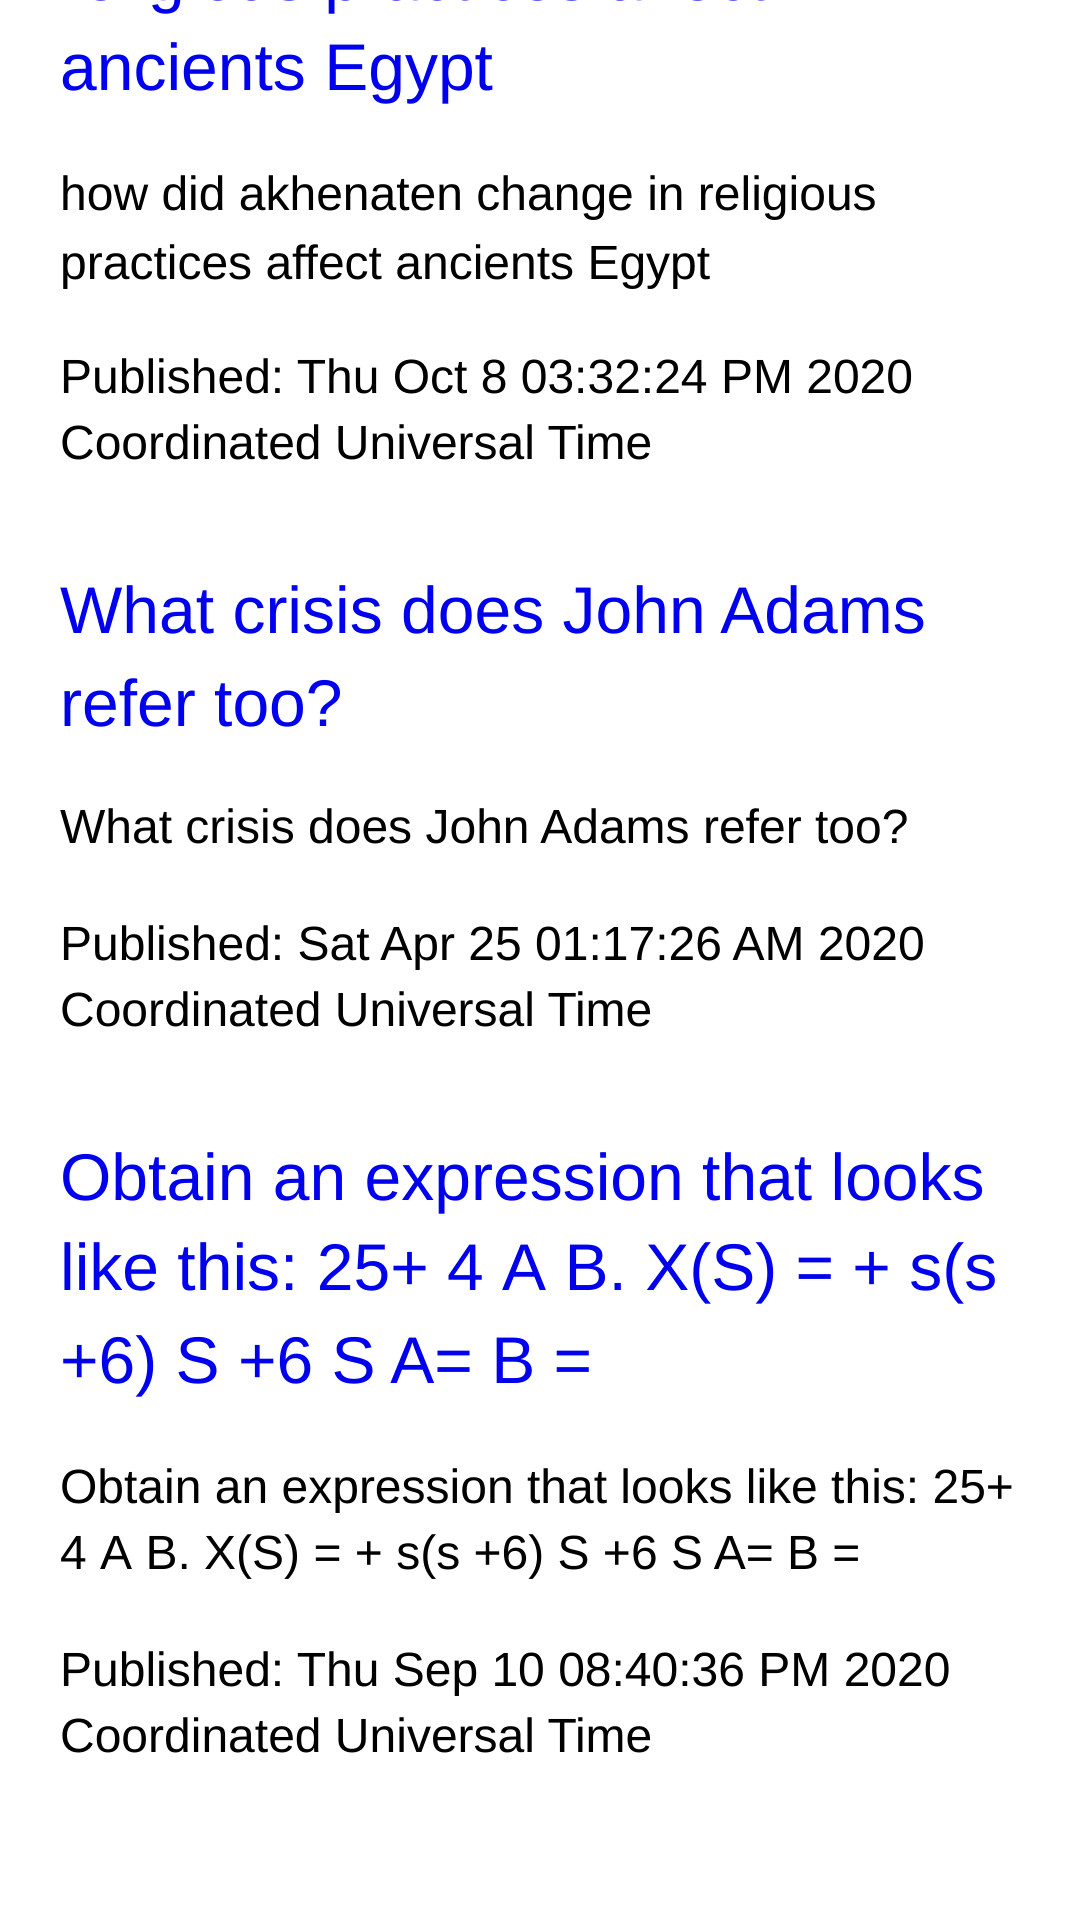 ancients Egypt
how did akhenaten change in religious
practices affect ancients Egypt
Published: Thu Oct 8 03:32:24 PM 2020
Coordinated Universal Time
What crisis does John Adams
refer too?
What crisis does John Adams refer too?
Published: Sat Apr 25 01:17:26 AM 2020
Coordinated Universal Time
Obtain an expression that looks
like this: 25+ 4 A B. X(S) = + s(s
+6) S +6 S A= B =
Obtain an expression that looks like this: 25+
4 A B. X(S) = + s(s +6) S +6 S A= B =
Published: Thu Sep 10 08:40:36 PM 2020
Coordinated Universal Time